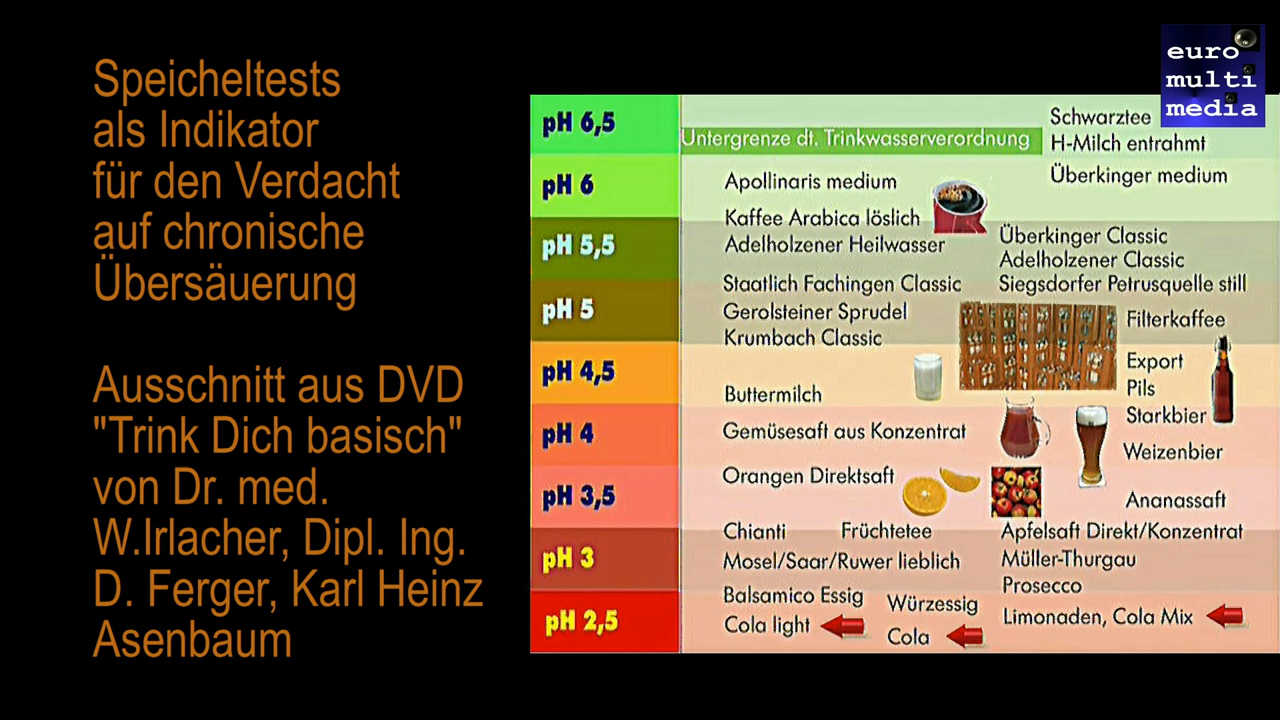 Speicheltests
als Indikator
für den Verdacht
auf chronische
Übersäuerung
Ausschnitt aus DVD
"Trink Dich basisch"
von Dr. med.
W.Irlacher, Dipl. Ing.
D. Ferger, Karl Heinz
Asenbaum
euro
multi
media
pH 6,5
Untergrenze dt. Trinkwasserverordnung
Schwarztee
H-Milch entrahmt
pH 6
Apollinaris medium
Überkinger medium
Kaffee Arabica löslich
pH 5,5
Adelholzener Heilwasser
Überkinger Classic
Adelholzener Classic
Staatlich Fachingen Classic
Siegsdorfer Petrusquelle still
pH 5
Gerolsteiner Sprudel
Filterkaffee
Krumbach Classic
pH 4,5
Export
Pils
Buttermilch
Starkbier
pH 4
Gemüsesaft aus Konzentrat
Weizenbier
pH 3,5
Orangen Direktsaft
Ananassaft
Chianti
Früchtetee
Apfelsaft Direkt/Konzentrat
pH 3
Mosel/Saar/Ruwer lieblich
Müller-Thurgau
Prosecco
pH 2,5
Balsamico Essig
Würzessig
Limonaden, Cola Mix
Cola light
Cola